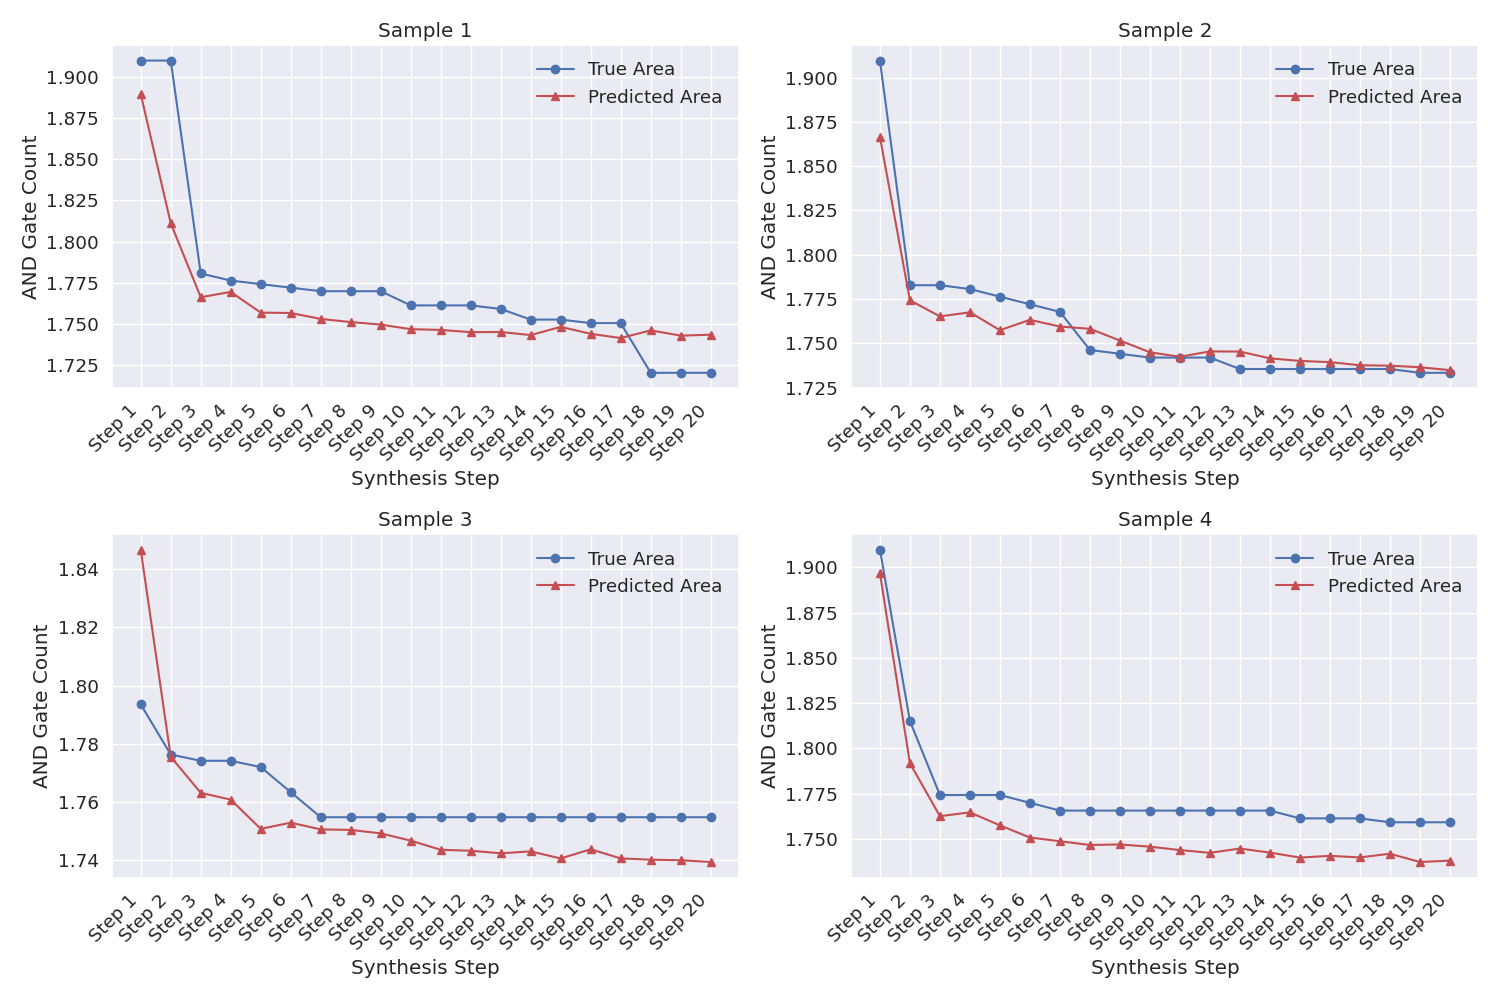 Sample 1
AND Gate Count
1.900
1.875
1.850
1.825
1.800
1.775
1.750
1.725
True Area
Predicted Area
Step 1
Step 2
Step 3
Step 4
Step 5
Step 6
Step 7
Step 8
Step 9
Step 10
Step 11
Step 12
Step 13
Step 14
Step 15
Step 16
Step 17
Step 18
Step 19
Step 20
Synthesis Step
Sample 2
AND Gate Count
1.900
1.875
1.850
1.825
1.800
1.775
1.750
1.725
True Area
Predicted Area
Step 1
Step 2
Step 3
Step 4
Step 5
Step 6
Step 7
Step 8
Step 9
Step 10
Step 11
Step 12
Step 13
Step 14
Step 15
Step 16
Step 17
Step 18
Step 19
Step 20
Synthesis Step
Sample 3
AND Gate Count
1.84
1.82
1.80
1.78
1.76
1.74
True Area
Predicted Area
Step 1
Step 2
Step 3
Step 4
Step 5
Step 6
Step 7
Step 8
Step 9
Step 10
Step 11
Step 12
Step 13
Step 14
Step 15
Step 16
Step 17
Step 18
Step 19
Step 20
Synthesis Step
Sample 4
AND Gate Count
1.900
1.875
1.850
1.825
1.800
1.775
1.750
True Area
Predicted Area
Step 1
Step 2
Step 3
Step 4
Step 5
Step 6
Step 7
Step 8
Step 9
Step 10
Step 11
Step 12
Step 13
Step 14
Step 15
Step 16
Step 17
Step 18
Step 19
Step 20
Synthesis Step